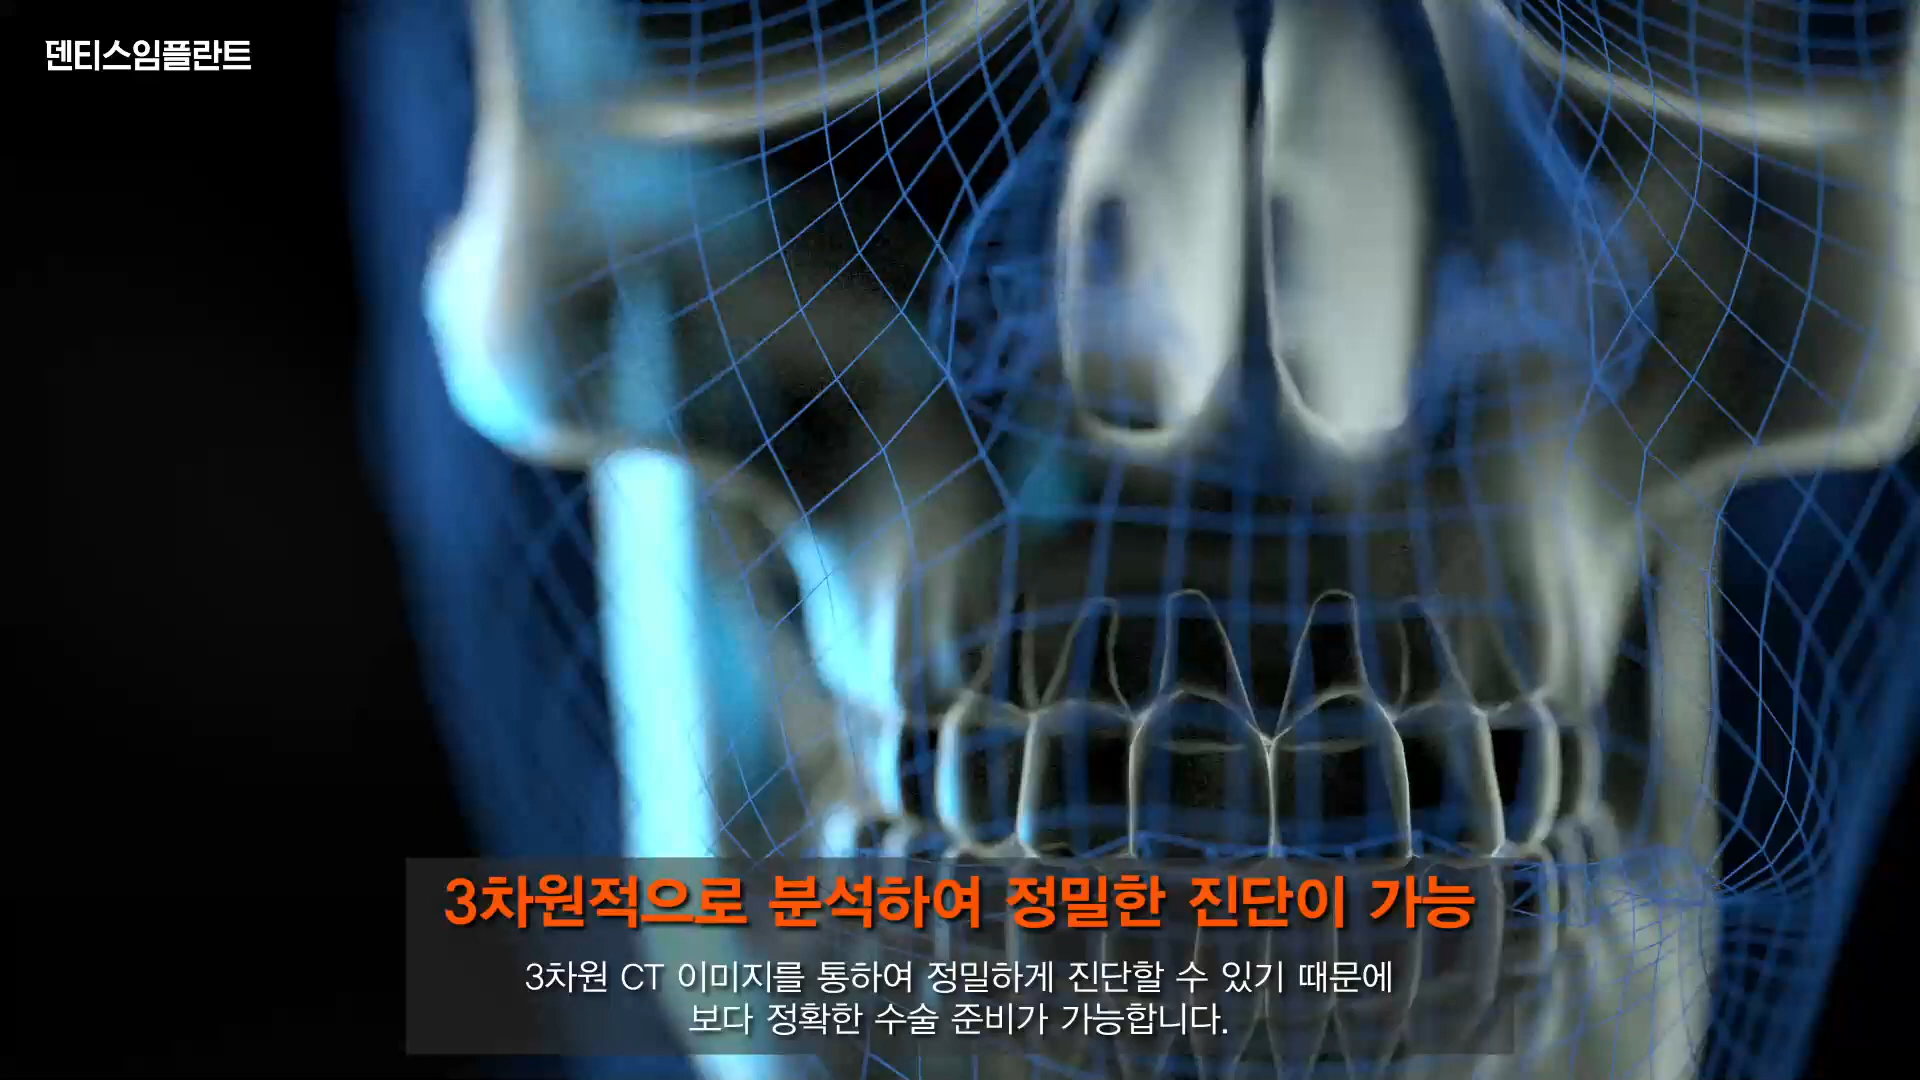 덴티스임플란트
3차원적으로 분석하여 정밀한 진단이 가능
3차원 CT 이미지를 통하여 정밀하게 진단할 수 있기 때문에
보다 정확한 수술 준비가 가능합니다.